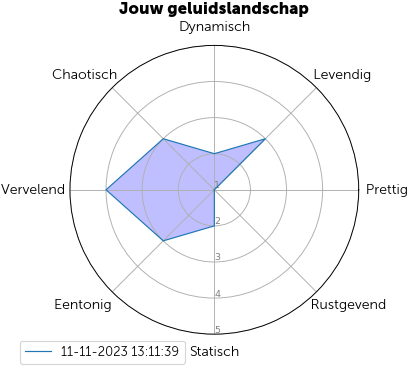 Jouw geluidslandschap
Dynamisch
Chaotisch
Levendig
Vervelend
Prettig
1
2
3
4
5
Eentonig
Rustgevend
11-11-2023 13:11:39
Statisch